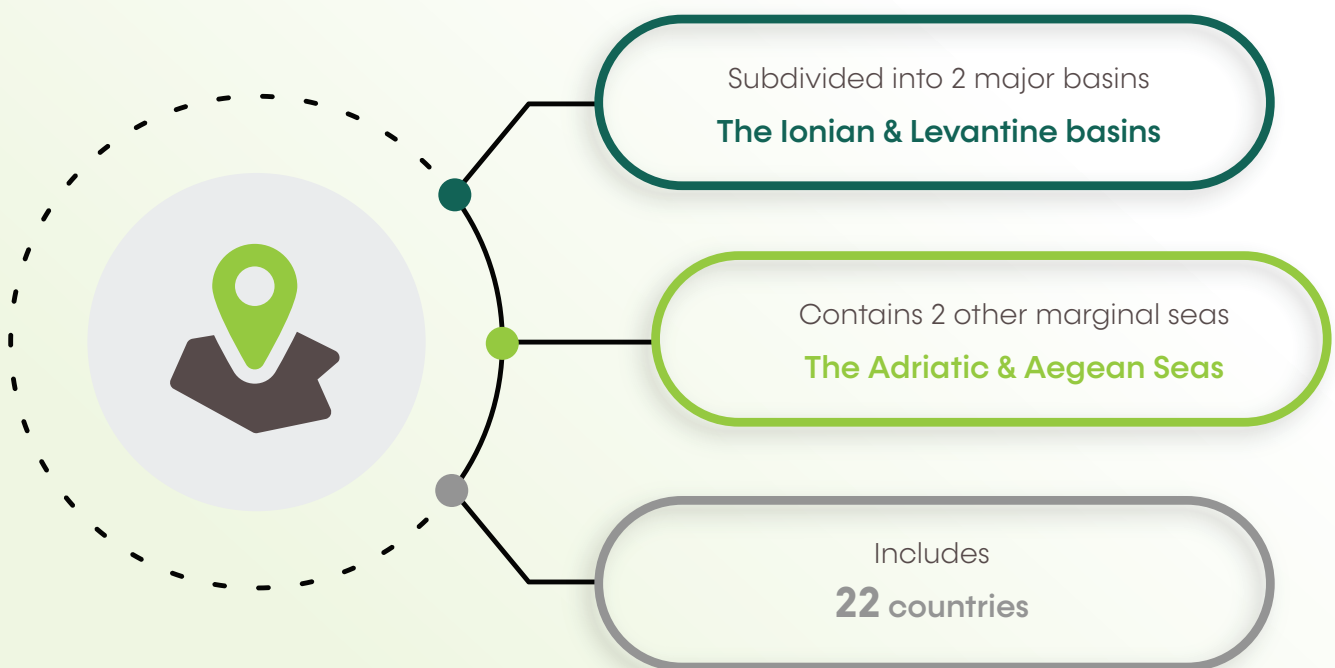 Subdivided into 2 major basins
The Ionian & Levantine basins
Contains 2 other marginal seas
The Adriatic & Aegean Seas
Includes
22 countries